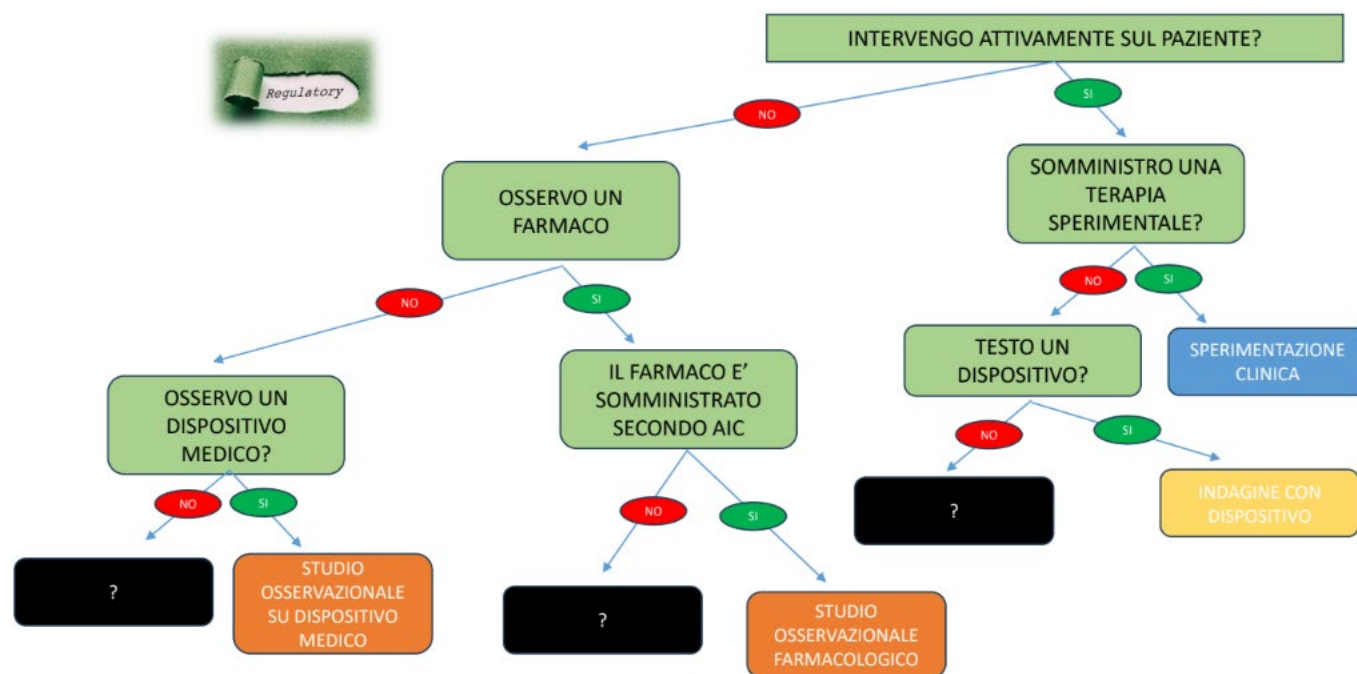 INTERVENGO ATTIVAMENTE SUL PAZIENTE?
Regulatory
NO
SI
OSSERVO UN
FARMACO
SOMMINISTRO UNA
TERAPIA
SPERIMENTALE?
NO
SI
NO
SI
OSSERVO UN
DISPOSITIVO
MEDICO?
IL FARMACO E’
SOMMINISTRATO
SECONDO AIC
TESTO UN
DISPOSITIVO?
SPERIMENTAZIONE
CLINICA
NO
SI
NO
SI
NO
SI
?
STUDIO
OSSERVAZIONALE
SU DISPOSITIVO
MEDICO
?
STUDIO
OSSERVAZIONALE
FARMACOLOGICO
?
INDAGINE CON
DISPOSITIVO